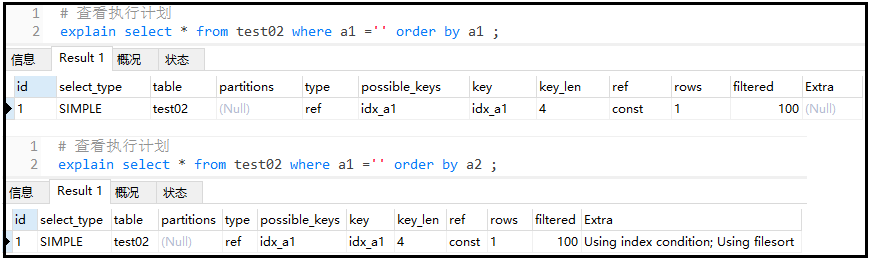 1 # 查看执行计划
2 explain select * from test02 where a1 ='' order by a1 ;
信息 Result 1 概况 状态
id select_type table partitions type possible_keys key key_len ref rows filtered Extra
1 SIMPLE test02 (Null) ref idx_a1 idx_a1 4 const 1 100 (Null)
1 # 查看执行计划
2 explain select * from test02 where a1 ='' order by a2 ;
信息 Result 1 概况 状态
id select_type table partitions type possible_keys key key_len ref rows filtered Extra
1 SIMPLE test02 (Null) ref idx_a1 idx_a1 4 const 1 100 Using index condition; Using filesort